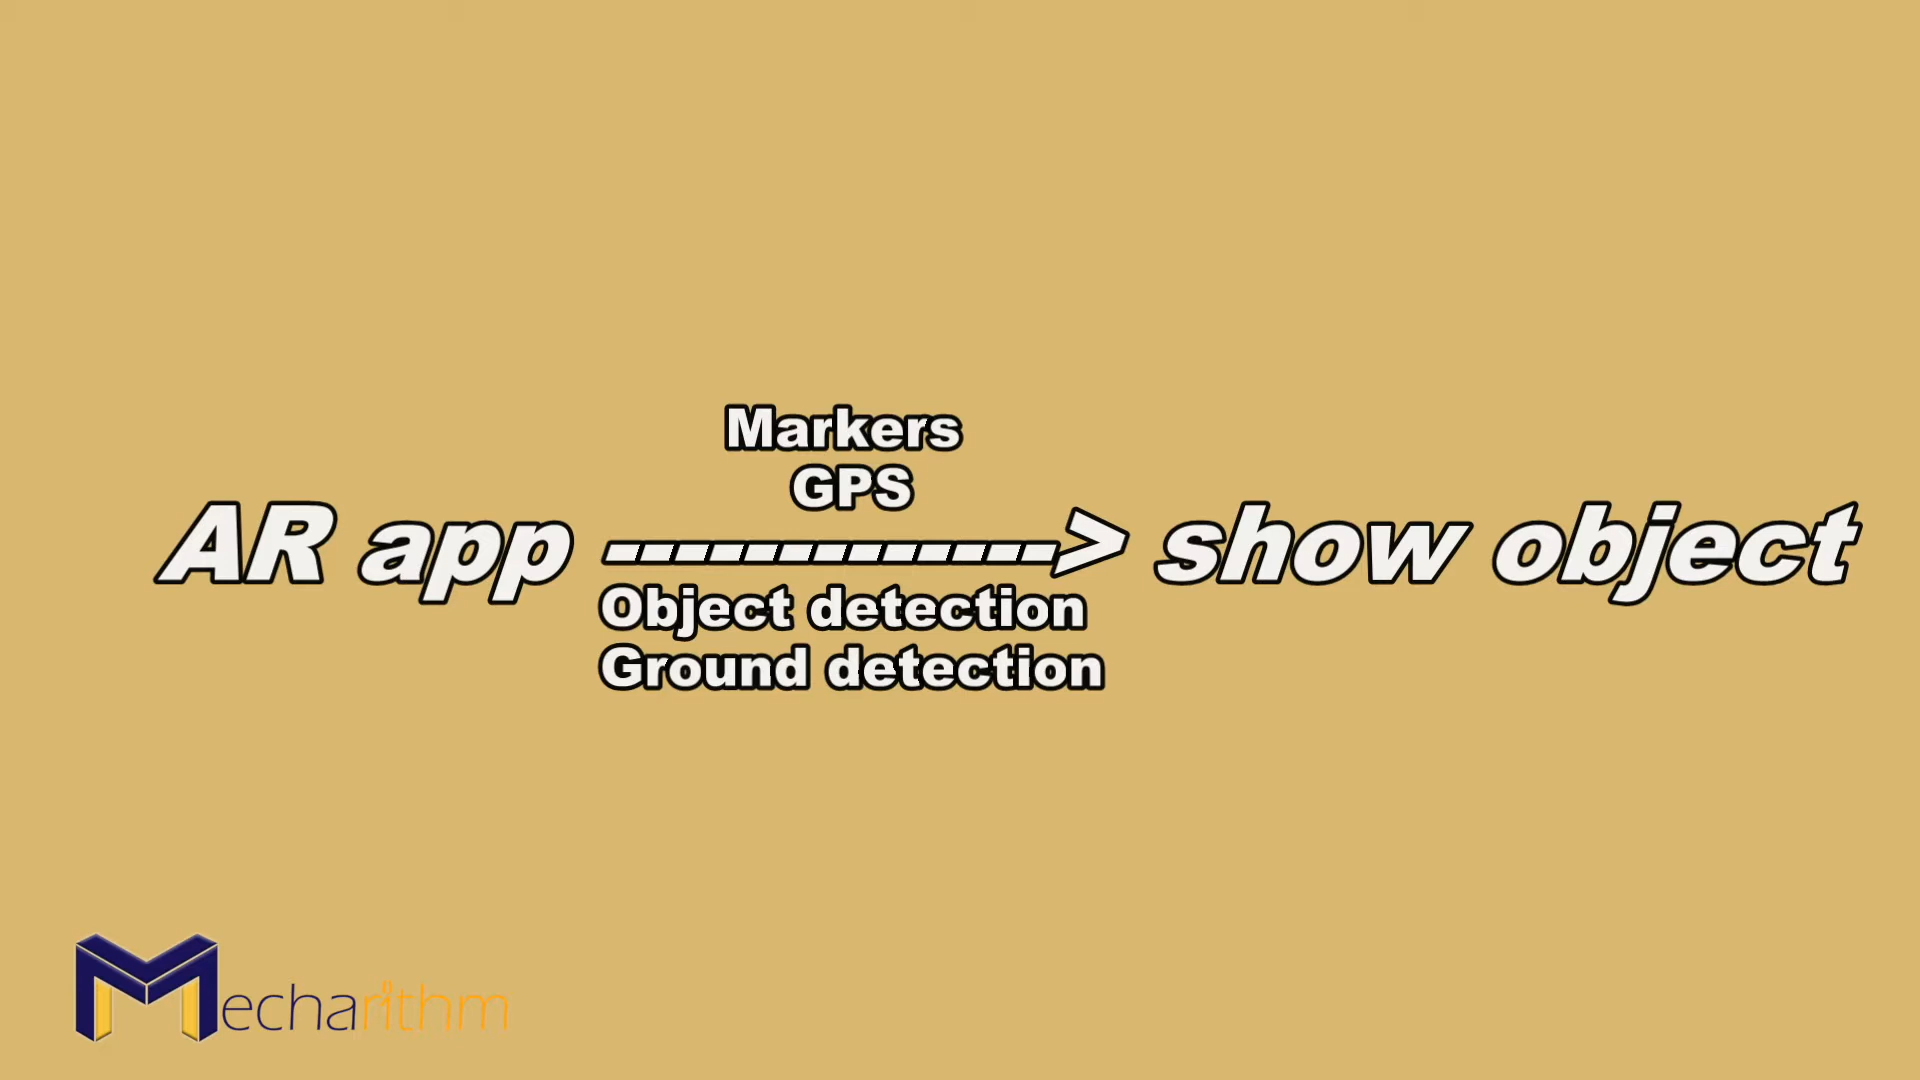 Markers
GPS
AR app -------------> show object
Object detection
Ground detection
Mecharithm